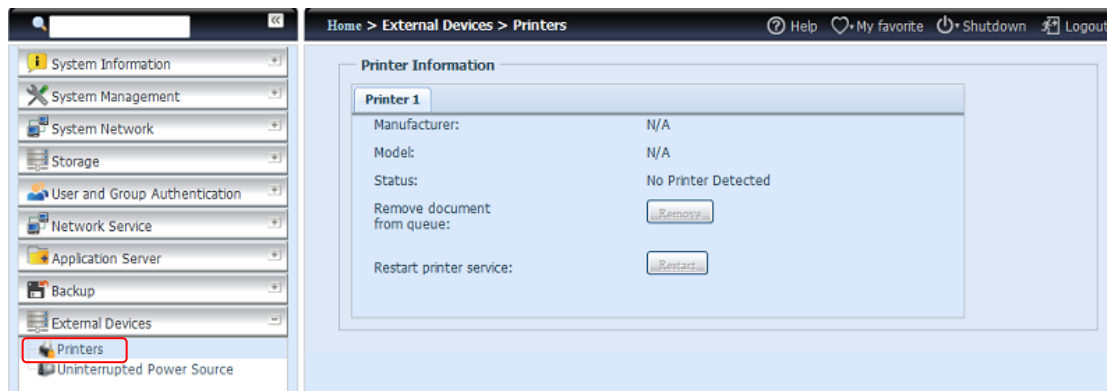 Home > External Devices > Printers
Help
My favorite
Shutdown
Logout
System Information
System Management
System Network
Storage
User and Group Authentication
Network Service
Application Server
Backup
External Devices
Printers
Uninterrupted Power Source
Printer Information
Printer 1
Manufacturer: N/A
Model: N/A
Status: No Printer Detected
Remove document
from queue:
Remove
Restart printer service: Restart